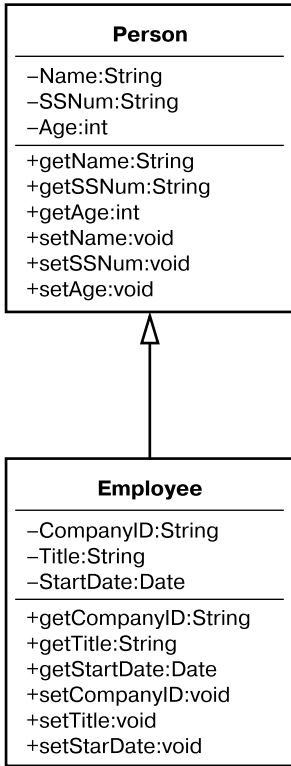 Person
–Name:String
–SSNum:String
–Age:int
+getName:String
+getSSNum:String
+getAge:int
+setName:void
+setSSNum:void
+setAge:void
Employee
–CompanyID:String
–Title:String
–StartDate:Date
+getCompanyID:String
+getTitle:String
+getStartDate:Date
+setCompanyID:void
+setTitle:void
+setStarDate:void